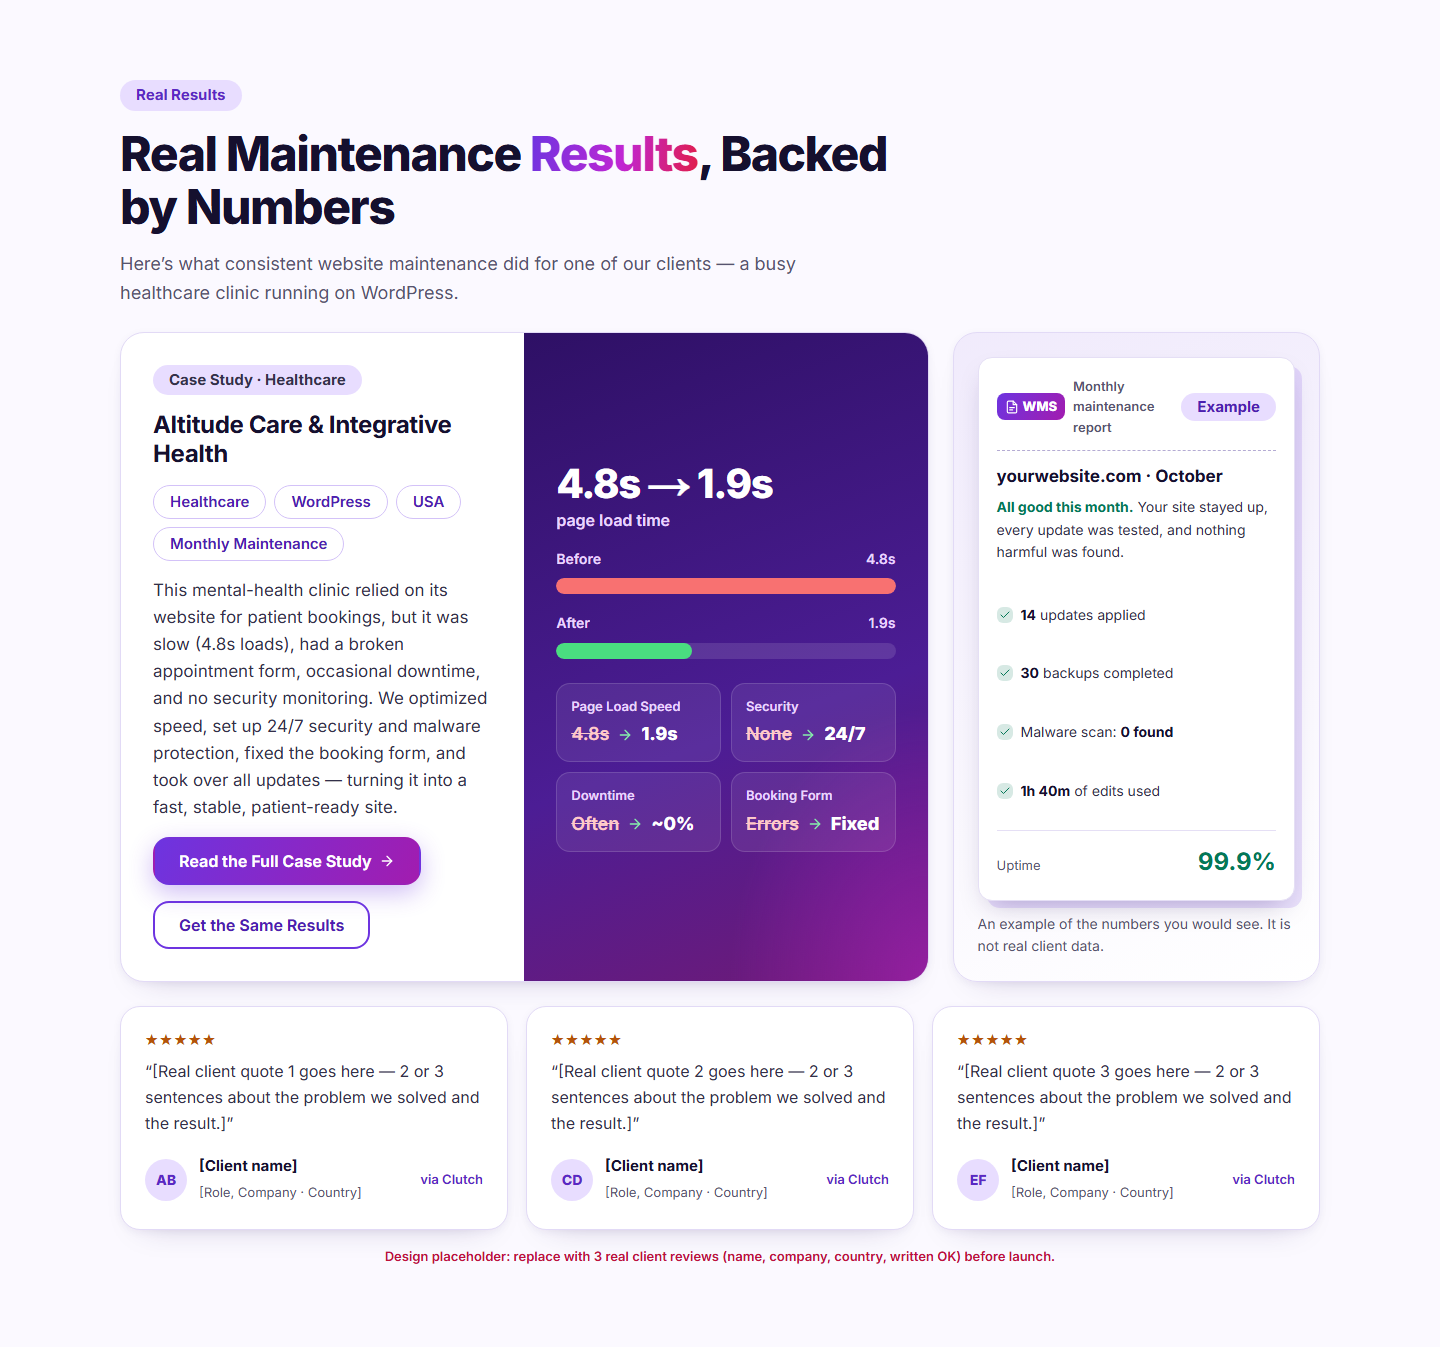 Real Results
Real Maintenance Results, Backed
by Numbers
Here’s what consistent website maintenance did for one of our clients — a busy
healthcare clinic running on WordPress.
Case Study · Healthcare
Altitude Care & Integrative
Health
Healthcare
WordPress
USA
Monthly Maintenance
This mental-health clinic relied on its
website for patient bookings, but it was
slow (4.8s loads), had a broken
appointment form, occasional downtime,
and no security monitoring. We optimized
speed, set up 24/7 security and malware
protection, fixed the booking form, and
took over all updates — turning it into a
fast, stable, patient-ready site.
Read the Full Case Study →
Get the Same Results
4.8s → 1.9s
page load time
Before 4.8s
After 1.9s
Page Load Speed
4.8s → 1.9s
Security
None → 24/7
Downtime
Often → ~0%
Booking Form
Errors → Fixed
WMS
Monthly
maintenance
report
Example
yourwebsite.com · October
All good this month. Your site stayed up,
every update was tested, and nothing
harmful was found.
14 updates applied
30 backups completed
Malware scan: 0 found
1h 40m of edits used
Uptime 99.9%
An example of the numbers you would see. It is
not real client data.
★★★★★
“[Real client quote 1 goes here — 2 or 3
sentences about the problem we solved and
the result.]”
AB
[Client name]
[Role, Company · Country]
via Clutch
★★★★★
“[Real client quote 2 goes here — 2 or 3
sentences about the problem we solved and
the result.]”
CD
[Client name]
[Role, Company · Country]
via Clutch
★★★★★
“[Real client quote 3 goes here — 2 or 3
sentences about the problem we solved and
the result.]”
EF
[Client name]
[Role, Company · Country]
via Clutch
Design placeholder: replace with 3 real client reviews (name, company, country, written OK) before launch.